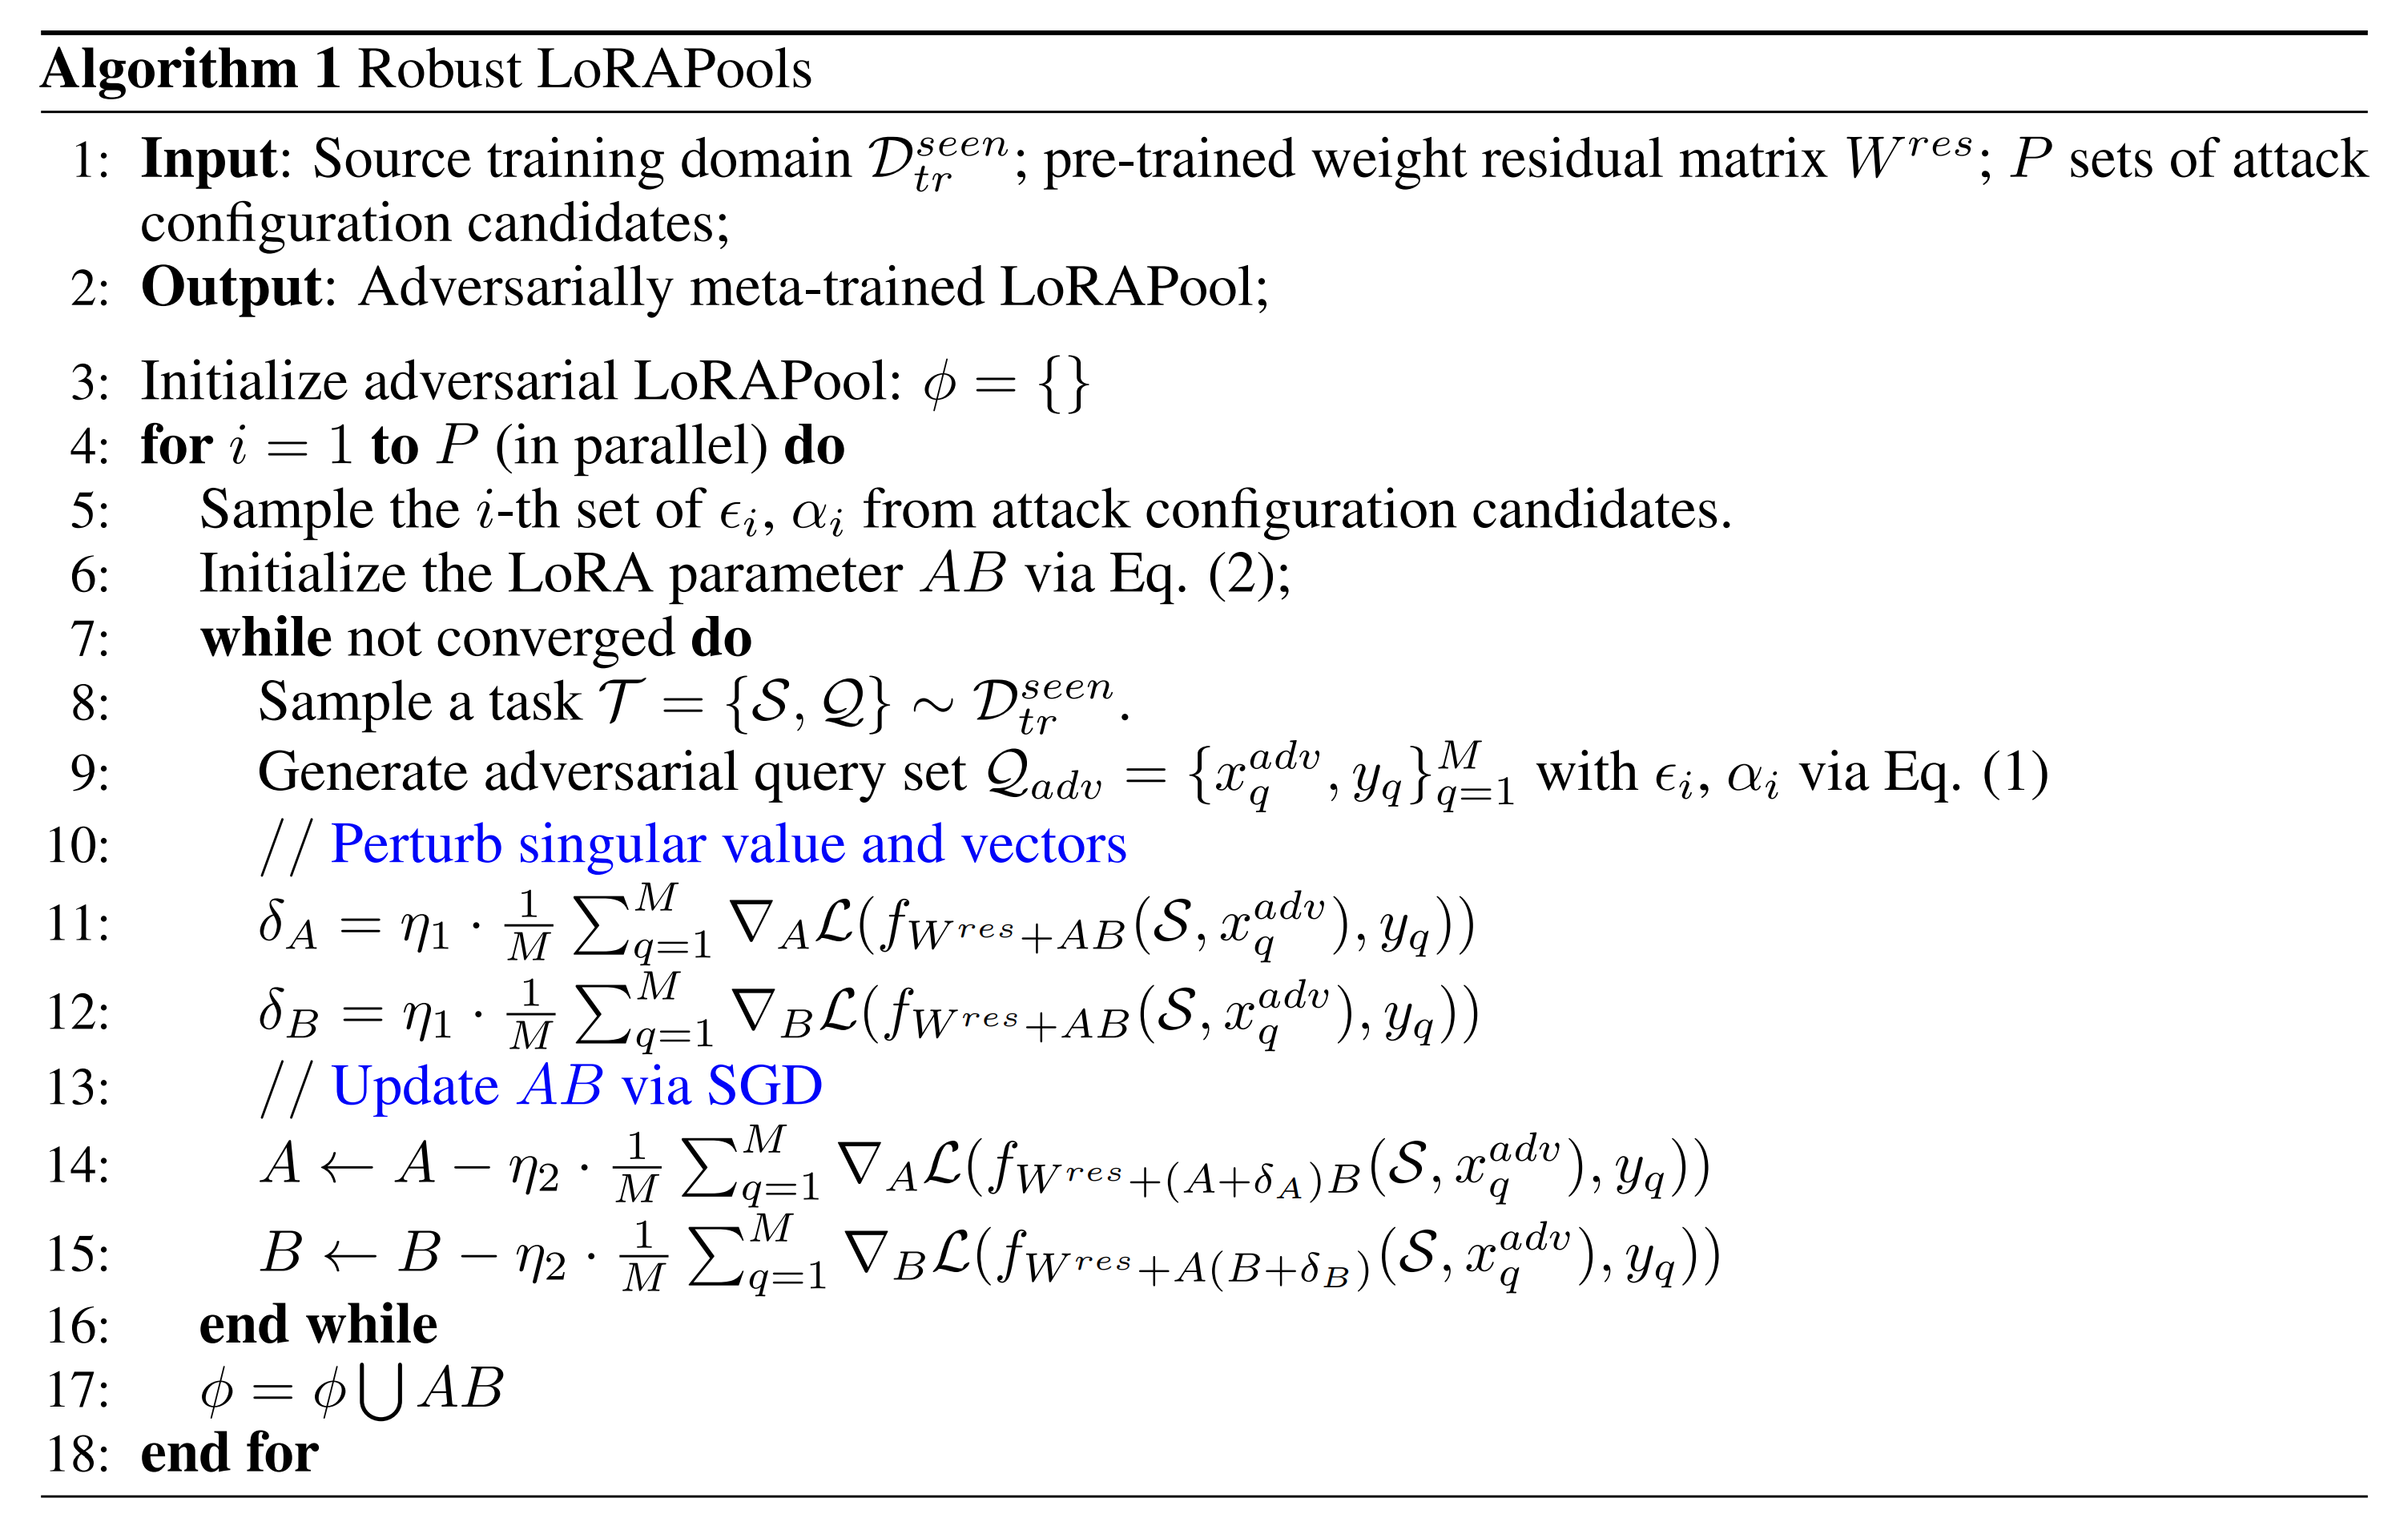 Algorithm 1 Robust LoRAPools
1: Input: Source training domain $\mathcal{D}_{tr}^{seen}$; pre-trained weight residual matrix $W^{res}$; $P$ sets of attack
configuration candidates;
2: Output: Adversarially meta-trained LoRAPool;
3: Initialize adversarial LoRAPool: $\phi = \{\}$
4: for $i = 1$ to $P$ (in parallel) do
5: Sample the $i$-th set of $\epsilon_i$, $\alpha_i$ from attack configuration candidates.
6: Initialize the LoRA parameter $AB$ via Eq. (2);
7: while not converged do
8: Sample a task $\mathcal{T} = \{\mathcal{S}, \mathcal{Q}\} \sim \mathcal{D}_{tr}^{seen}$.
9: Generate adversarial query set $\mathcal{Q}_{adv} = \{x_q^{adv}, y_q\}_{q=1}^{M}$ with $\epsilon_i$, $\alpha_i$ via Eq. (1)
10: // Perturb singular value and vectors
11: $\delta_A = \eta_1 \cdot \frac{1}{M} \sum_{q=1}^{M} \nabla_A \mathcal{L}(f_{W^{res}+AB}(\mathcal{S}, x_q^{adv}), y_q))$
12: $\delta_B = \eta_1 \cdot \frac{1}{M} \sum_{q=1}^{M} \nabla_B \mathcal{L}(f_{W^{res}+AB}(\mathcal{S}, x_q^{adv}), y_q))$
13: // Update $AB$ via SGD
14: $A \leftarrow A - \eta_2 \cdot \frac{1}{M} \sum_{q=1}^{M} \nabla_A \mathcal{L}(f_{W^{res}+(A+\delta_A)B}(\mathcal{S}, x_q^{adv}), y_q))$
15: $B \leftarrow B - \eta_2 \cdot \frac{1}{M} \sum_{q=1}^{M} \nabla_B \mathcal{L}(f_{W^{res}+A(B+\delta_B)}(\mathcal{S}, x_q^{adv}), y_q))$
16: end while
17: $\phi = \phi \bigcup AB$
18: end for